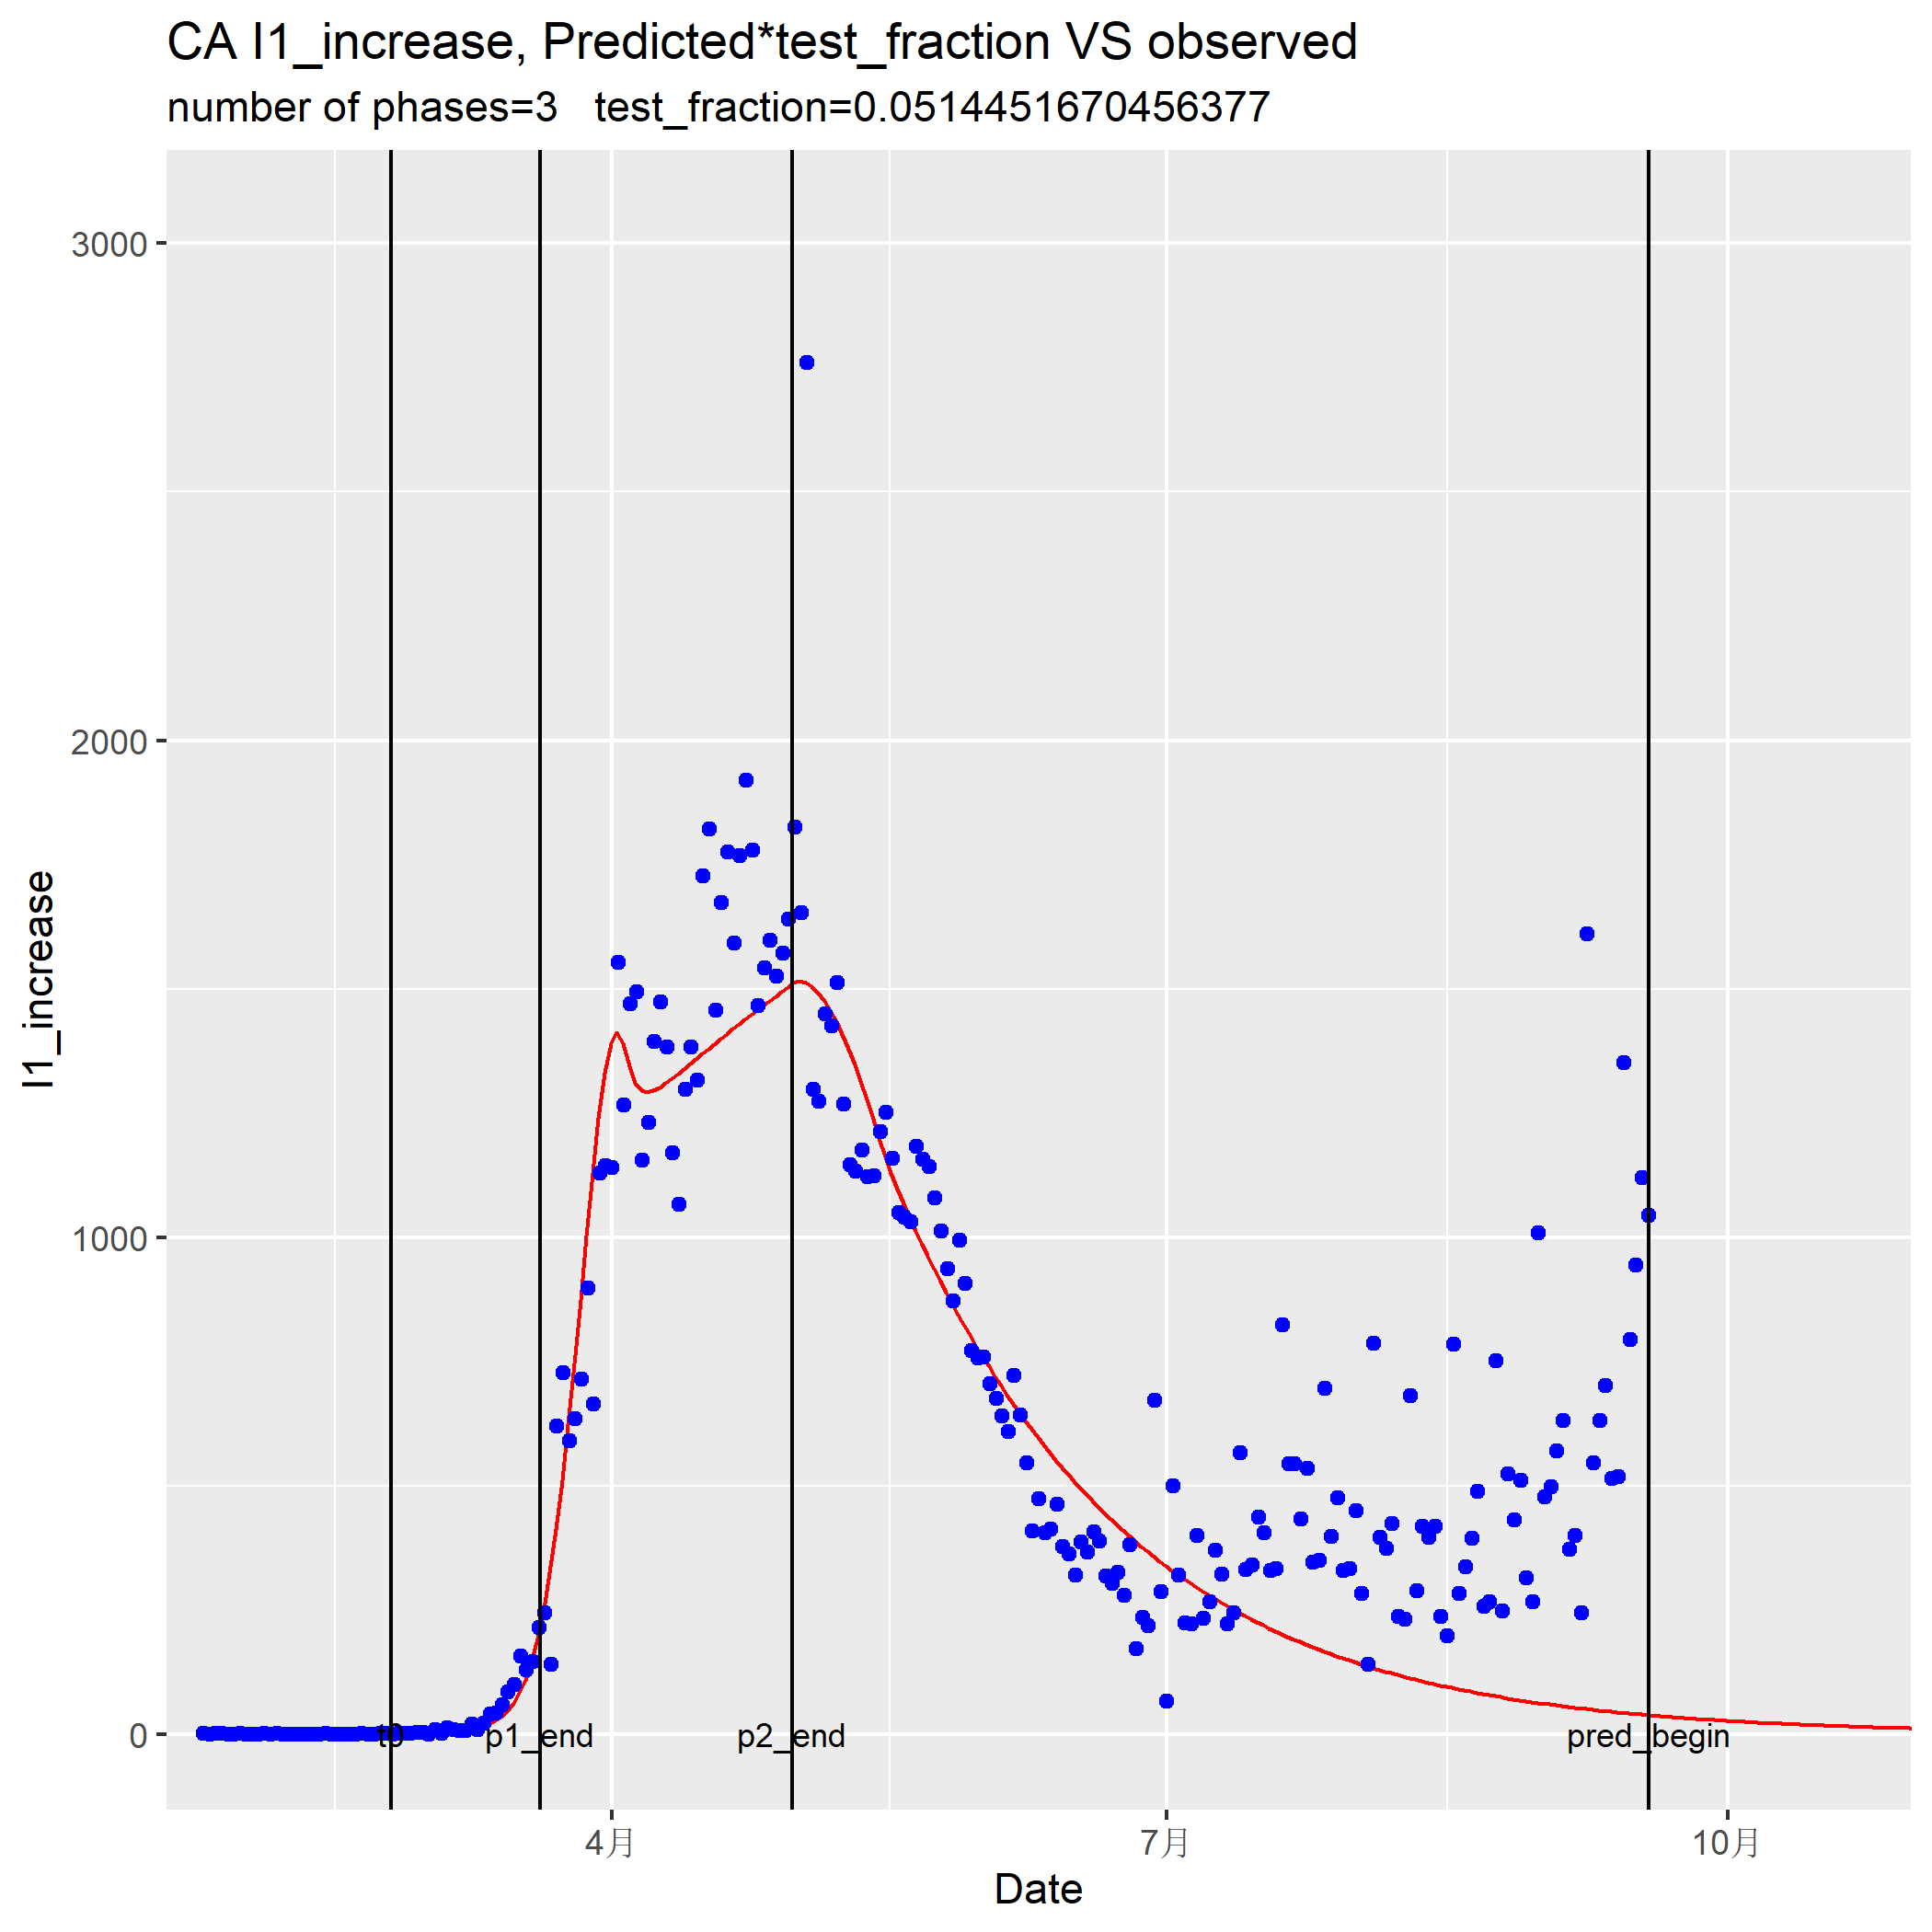 CA I1_increase, Predicted*test_fraction VS observed
number of phases=3   test_fraction=0.0514451670456377
3000
2000
1000
0
I1_increase
t0
p1_end
p2_end
pred_begin
4月
7月
10月
Date